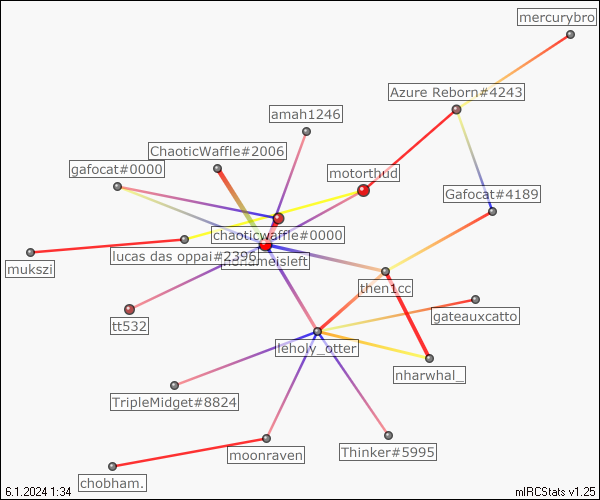 mercurybro
Azure Reborn#4243
amah1246
ChaoticWaffle#2006
gafocat#0000
motorthud
Gafocat#4189
chaoticwaffle#0000
lucas das oppai#2396
nonameisleft
mukszi
then1cc
gateauxcatto
tt532
leholy_otter
nharwhal_
TripleMidget#8824
moonraven
Thinker#5995
chobham.
6.1.2024 1:34
mIRCStats v1.25